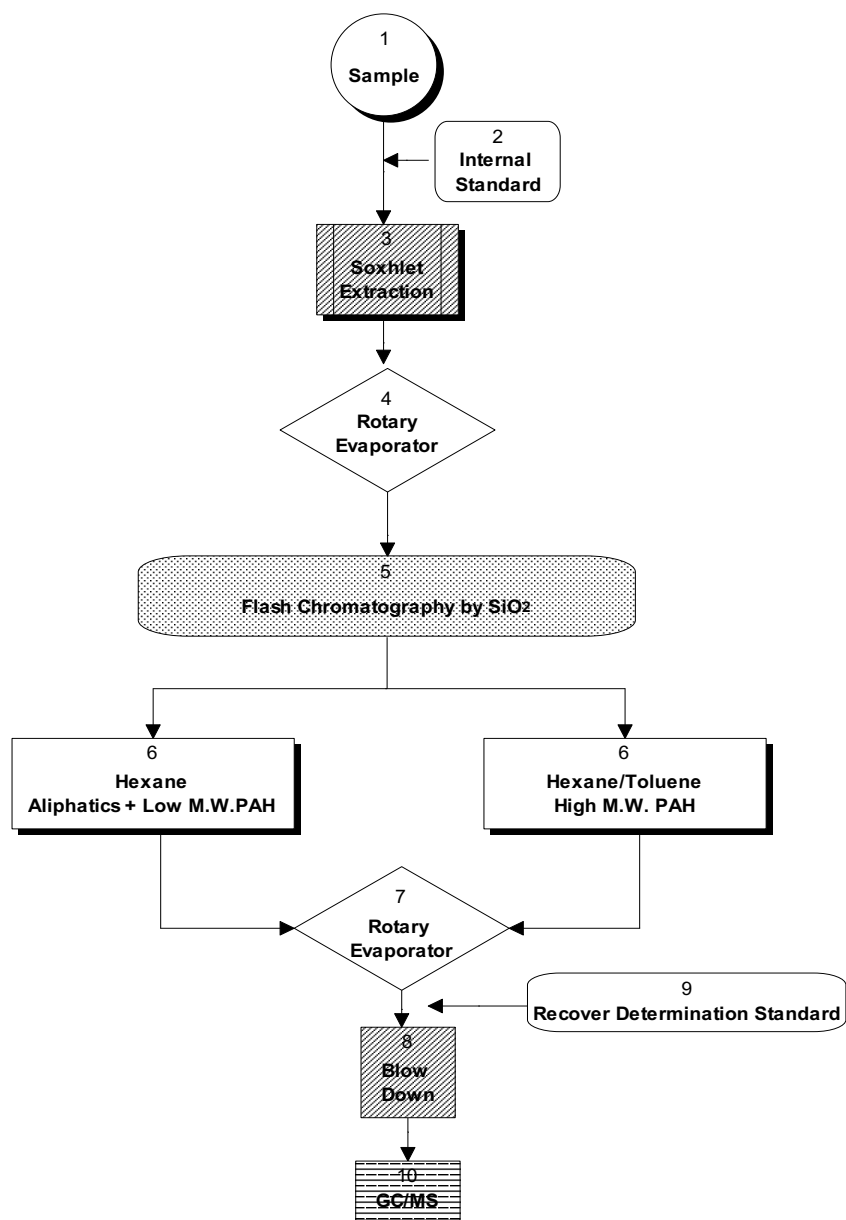 1
Sample
2
Internal
Standard
3
Soxhlet
Extraction
4
Rotary
Evaporator
5
Flash Chromatography by SiO2
6
Hexane
Aliphatics + Low M.W.PAH
6
Hexane/Toluene
High M.W. PAH
7
Rotary
Evaporator
9
Recover Determination Standard
8
Blow
Down
10
GC/MS